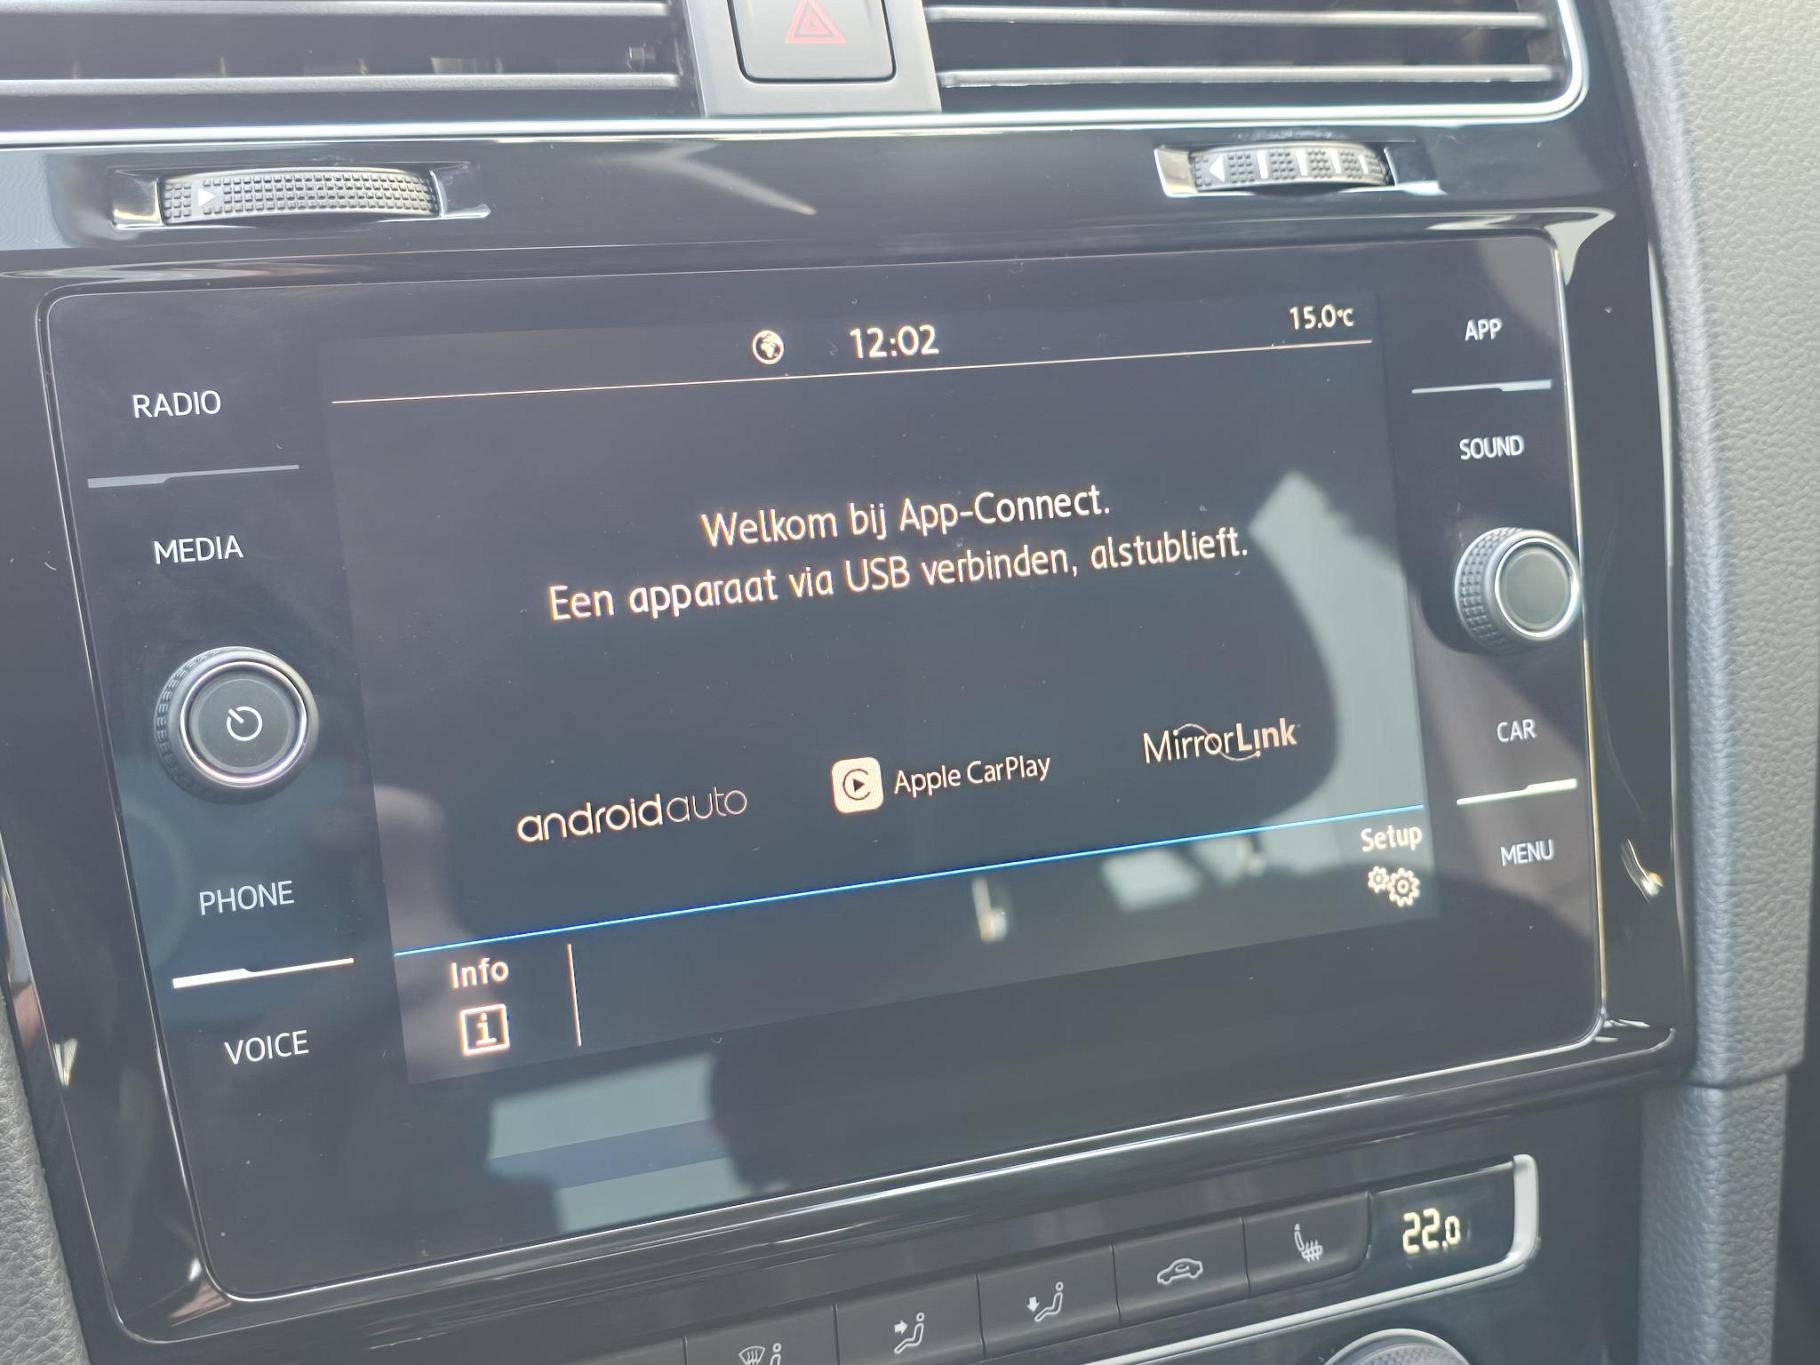 12:02
15.0°C
RADIO
MEDIA
PHONE
VOICE
Welkom bij App-Connect.
Een apparaat via USB verbinden, alstublieft.
androidauto
Apple CarPlay
MirrorLink
Info
i
Setup
APP
SOUND
CAR
MENU
22.0